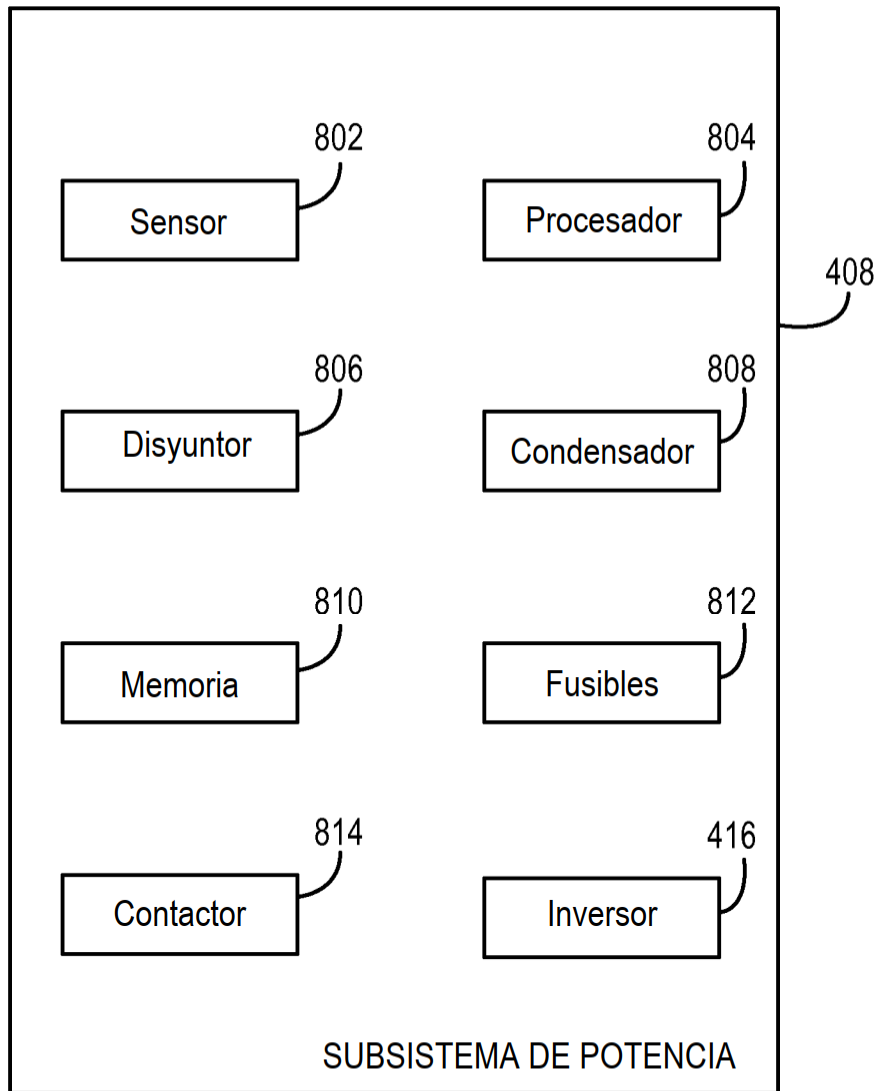 802
804
Sensor
Procesador
408
806
808
Disyuntor
Condensador
810
812
Memoria
Fusibles
814
416
Contactor
Inversor
SUBSISTEMA DE POTENCIA